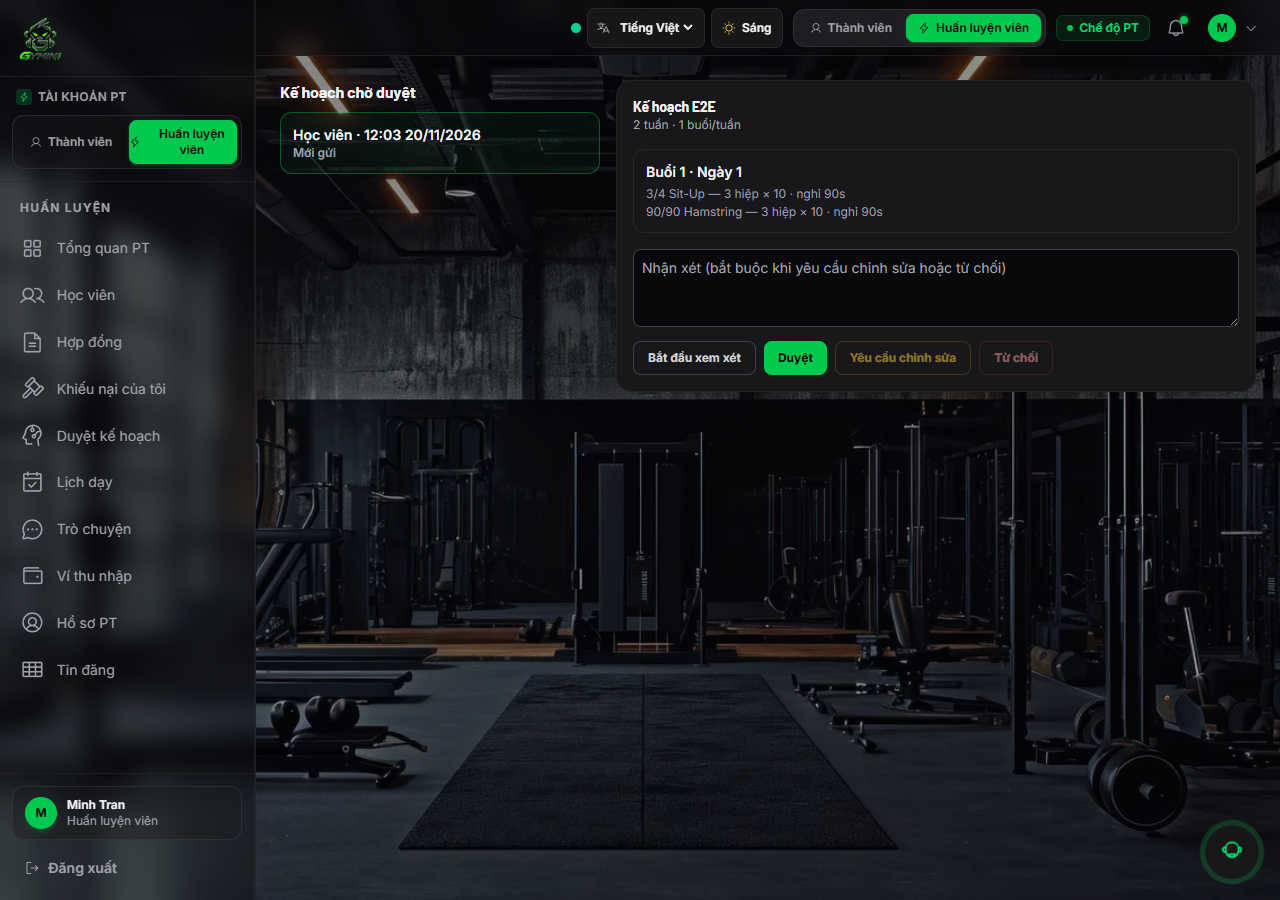 GYMINI
TÀI KHOẢN PT
Thành viên
Huấn luyện viên
HUẤN LUYỆN
Tổng quan PT
Học viên
Hợp đồng
Khiếu nại của tôi
Duyệt kế hoạch
Lịch dạy
Trò chuyện
Ví thu nhập
Hồ sơ PT
Tin đăng
M
Minh Tran
Huấn luyện viên
Đăng xuất
Tiếng Việt
Sáng
Thành viên
Huấn luyện viên
Chế độ PT
M
Kế hoạch chờ duyệt
Học viên · 12:03 20/11/2026
Mới gửi
Kế hoạch E2E
2 tuần · 1 buổi/tuần
Buổi 1 · Ngày 1
3/4 Sit-Up — 3 hiệp × 10 · nghỉ 90s
90/90 Hamstring — 3 hiệp × 10 · nghỉ 90s
Nhận xét (bắt buộc khi yêu cầu chỉnh sửa hoặc từ chối)
Bắt đầu xem xét
Duyệt
Yêu cầu chỉnh sửa
Từ chối